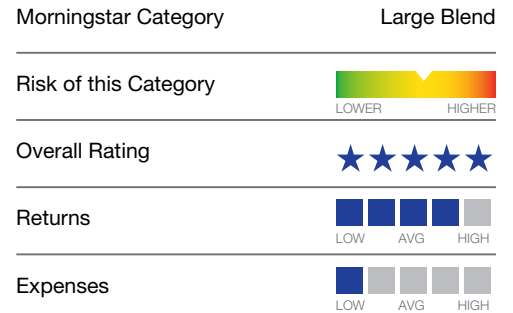 Morningstar Category Large Blend
Risk of this Category
LOWER HIGHER
Overall Rating
Returns
LOW AVG HIGH
Expenses
LOW AVG HIGH